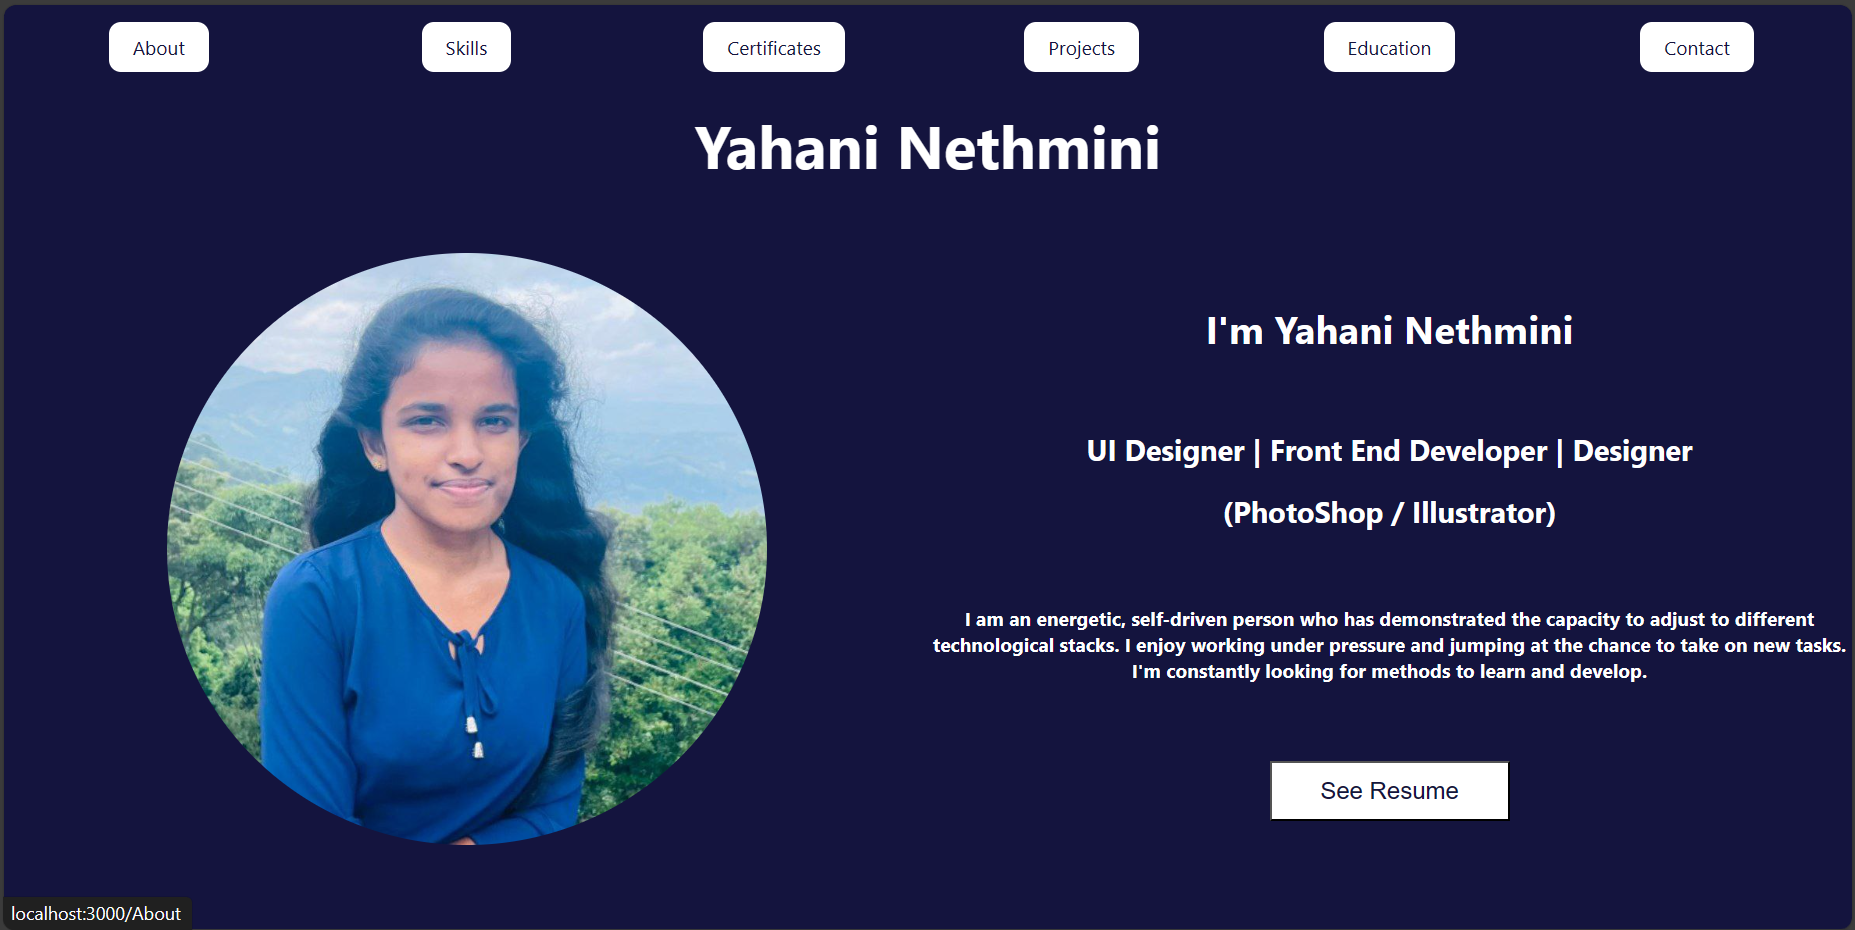 About
Skills
Certificates
Projects
Education
Contact
Yahani Nethmini
I'm Yahani Nethmini
UI Designer | Front End Developer | Designer
(PhotoShop / Illustrator)
I am an energetic, self-driven person who has demonstrated the capacity to adjust to different
technological stacks. I enjoy working under pressure and jumping at the chance to take on new tasks.
I'm constantly looking for methods to learn and develop.
See Resume
localhost:3000/About